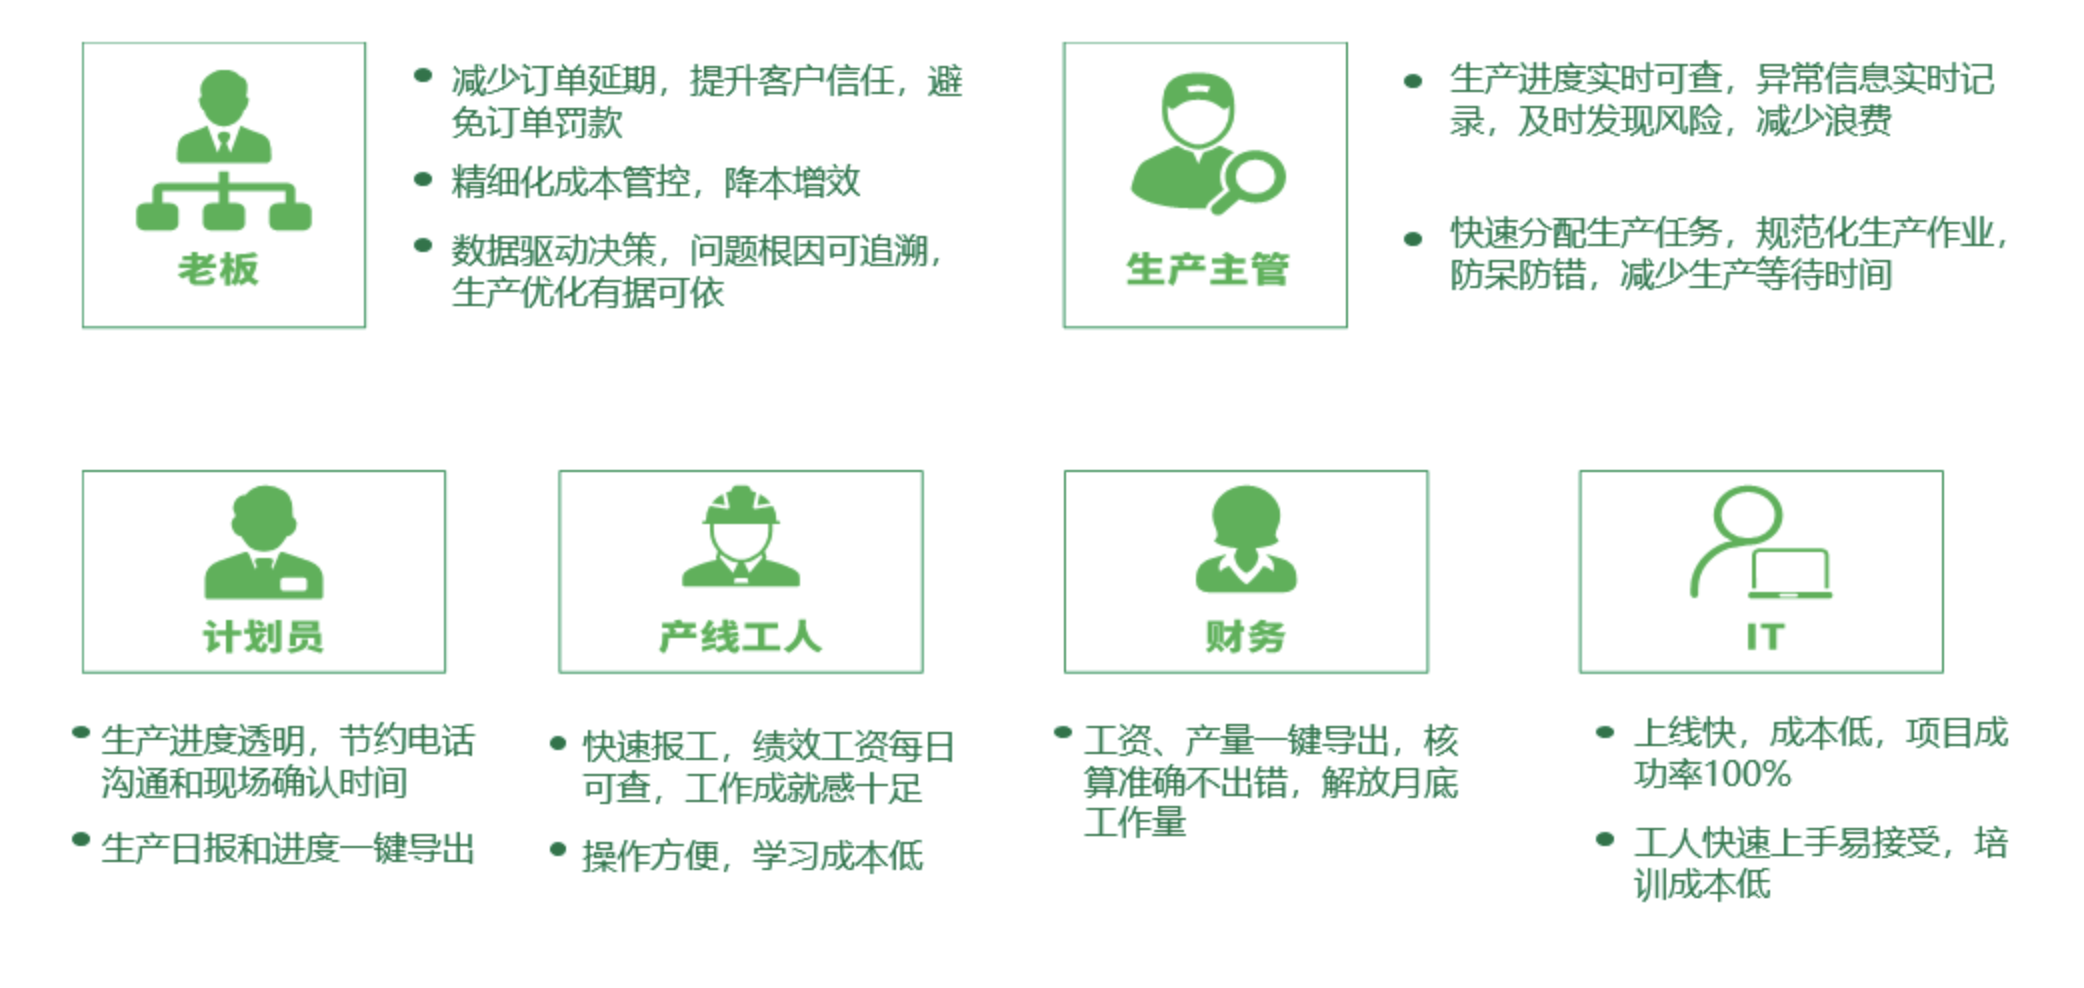 老板
减少订单延期，提升客户信任，避
免订单罚款
精细化成本管控，降本增效
数据驱动决策，问题根因可追溯，
生产优化有据可依
生产主管
生产进度实时可查，异常信息实时记
录，及时发现风险，减少浪费
快速分配生产任务，规范化生产作业，
防呆防错，减少生产等待时间
计划员
生产进度透明，节约电话
沟通和现场确认时间
生产日报和进度一键导出
产线工人
快速报工，绩效工资每日
可查，工作成就感十足
操作方便，学习成本低
财务
工资、产量一键导出，核
算准确不出错，解放月底
工作量
IT
上线快，成本低，项目成
功率100%
工人快速上手易接受，培
训成本低